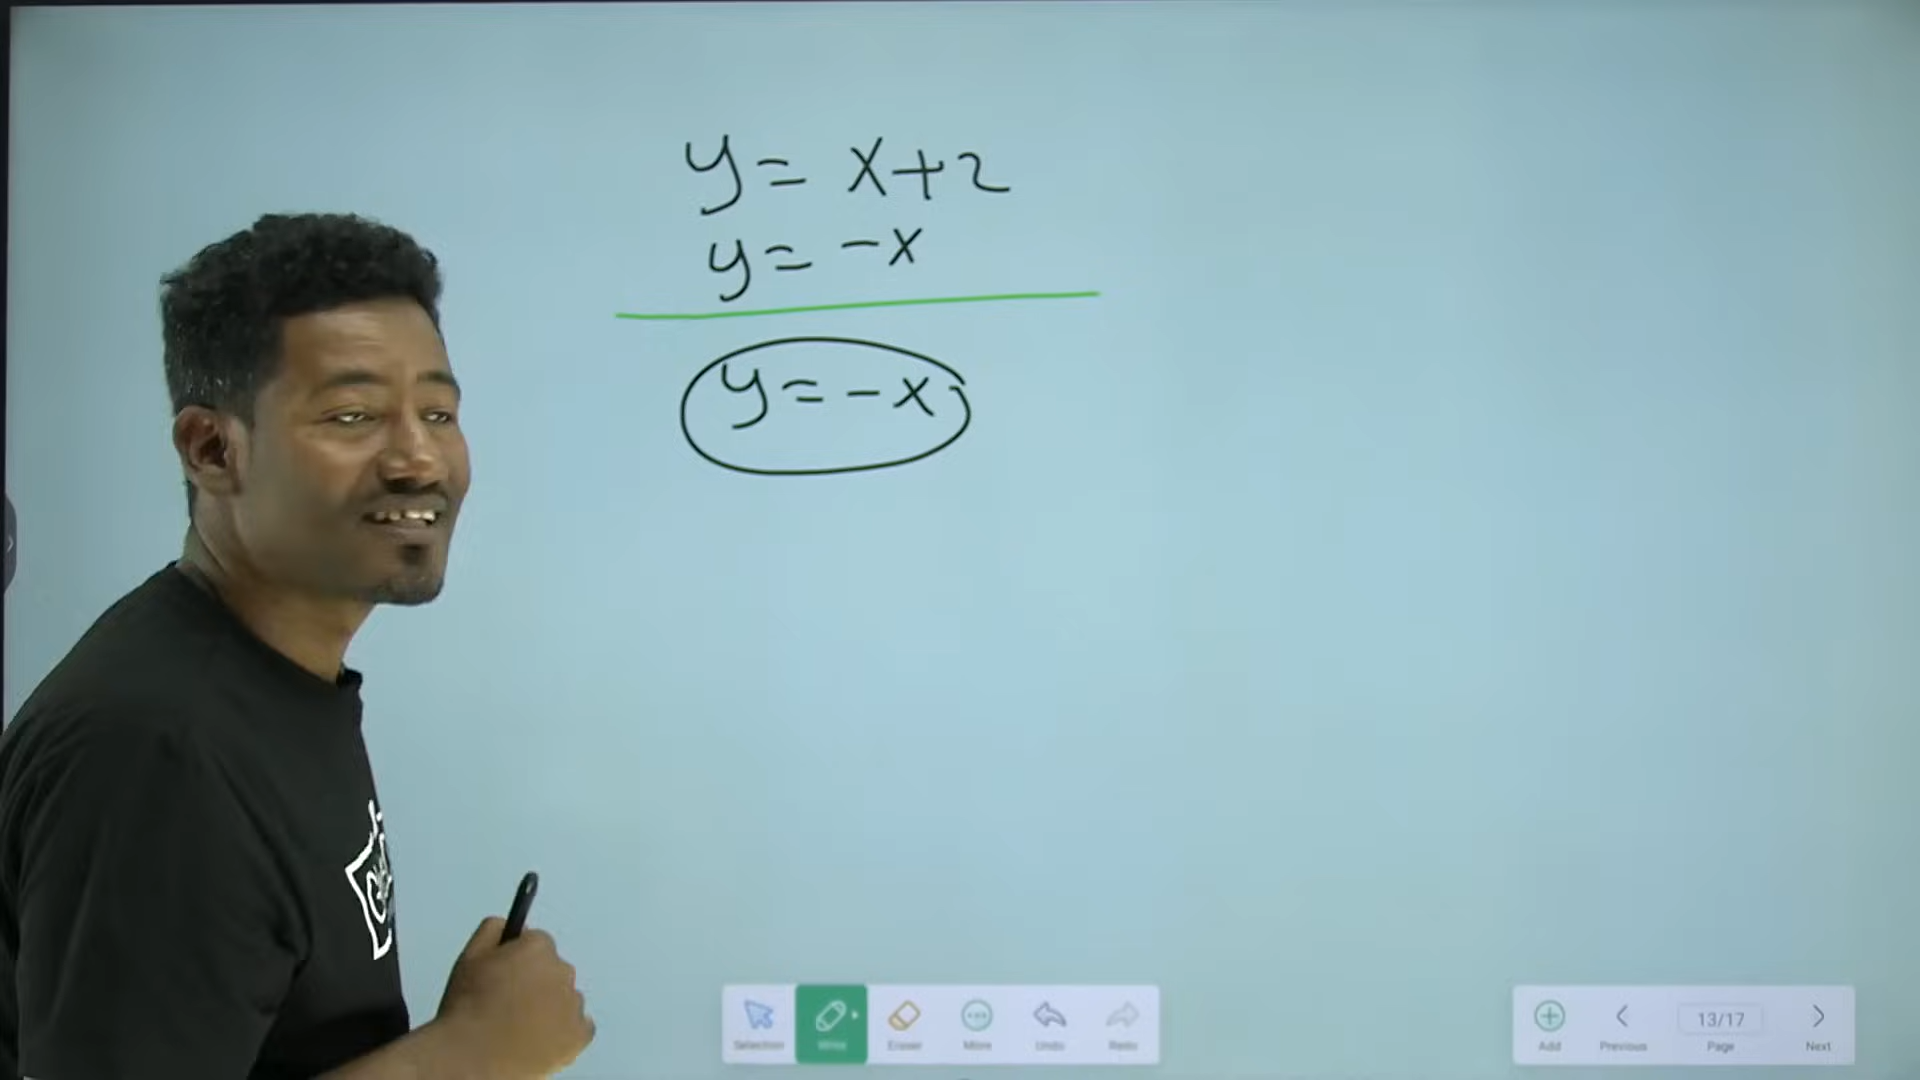 y = x+2
y = -x
y = -x
Selection
Write
Eraser
More
Undo
Redo
Add
Previous
13/17
Page
Next